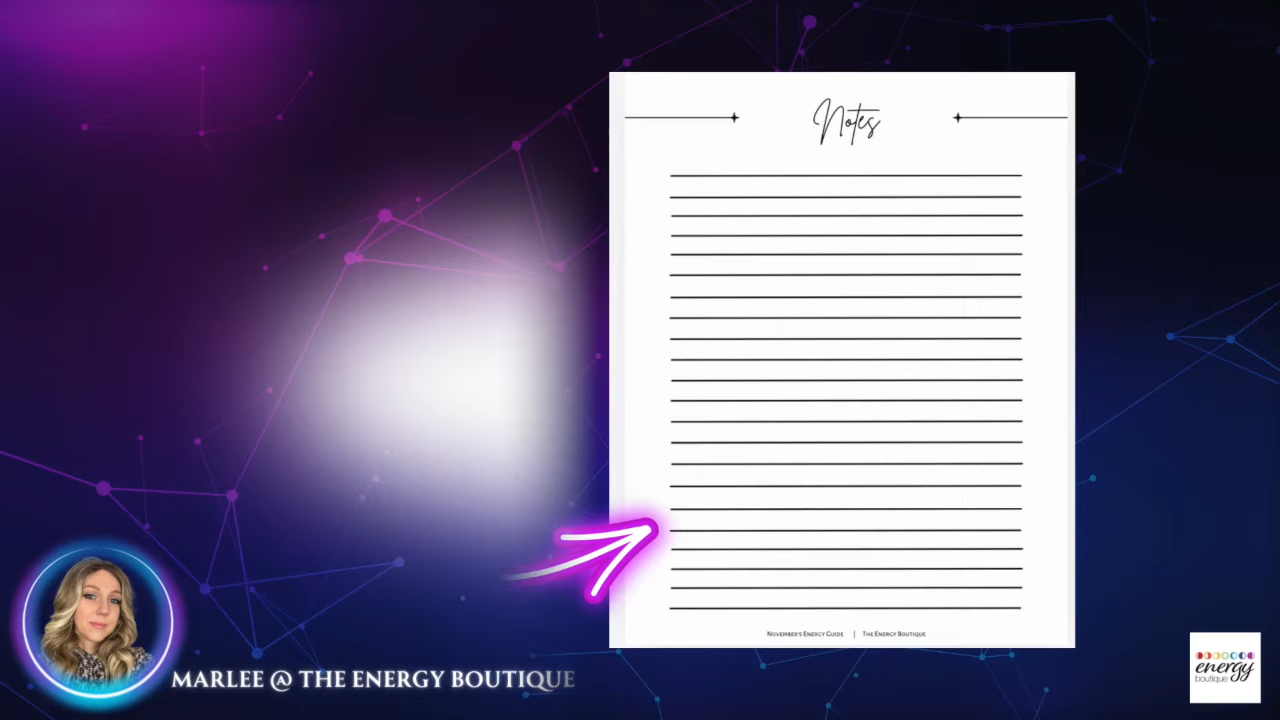 Notes
November's Energy Guide | The Energy Boutique
MARLEE @ THE ENERGY BOUTIQUE
energy
boutique